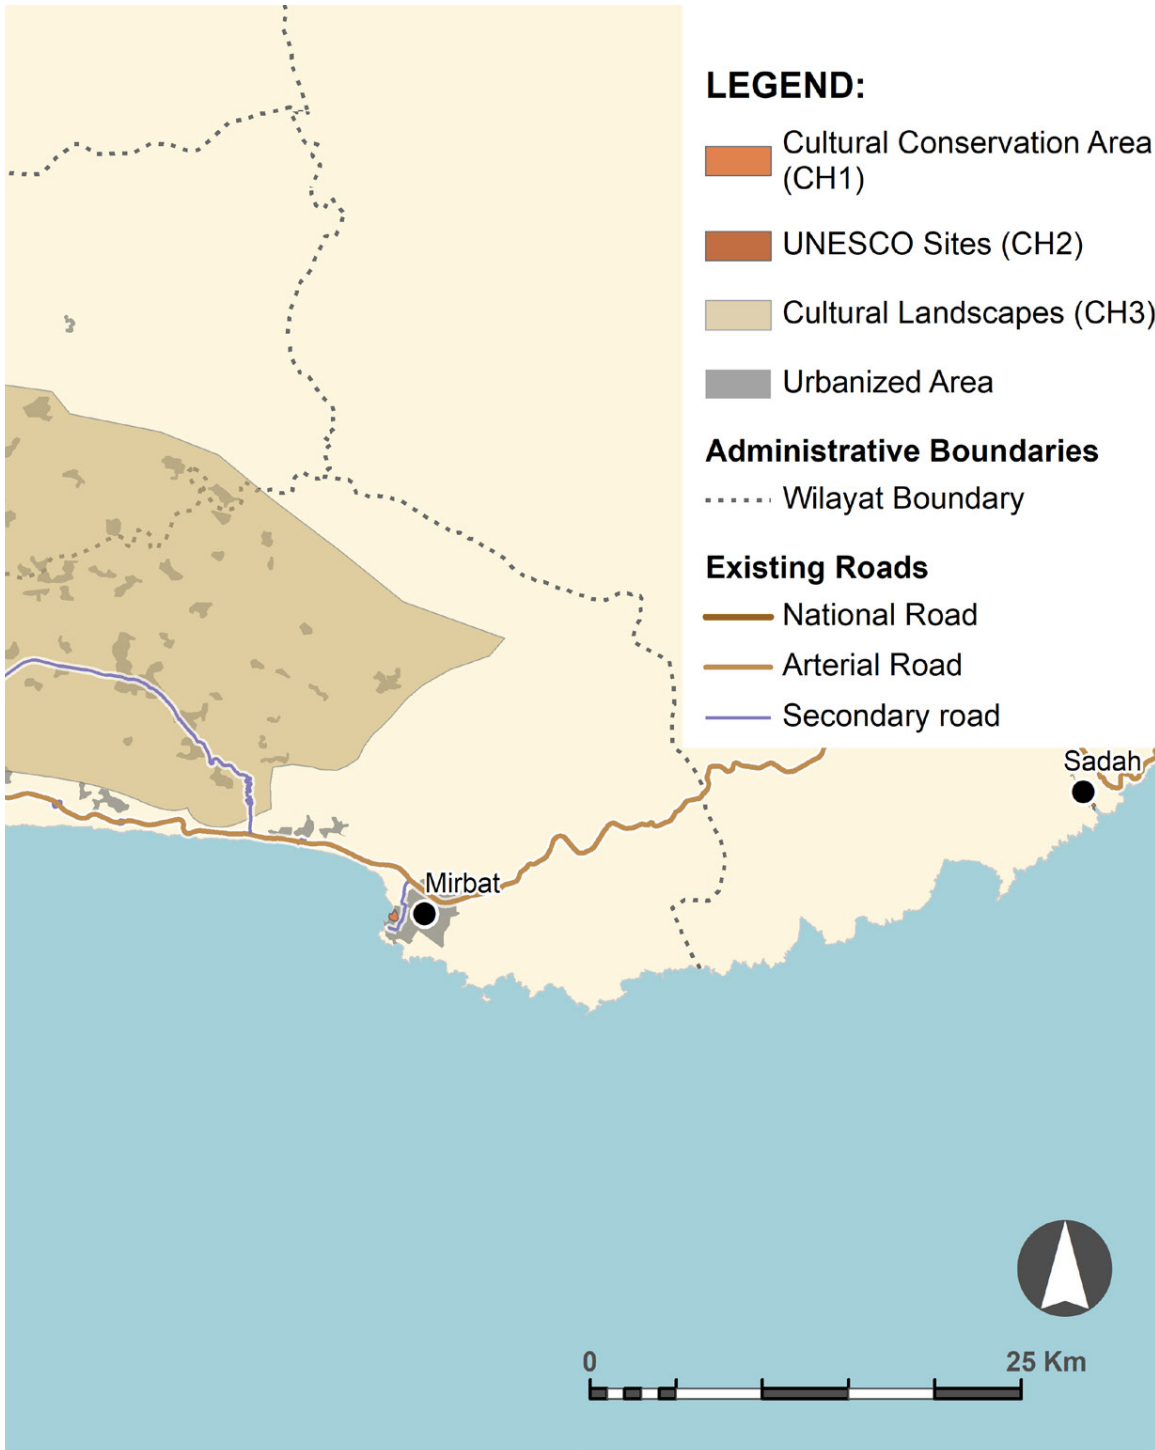 LEGEND:
Cultural Conservation Area
(CH1)
UNESCO Sites (CH2)
Cultural Landscapes (CH3)
Urbanized Area
Administrative Boundaries
Wilayat Boundary
Existing Roads
National Road
Arterial Road
Secondary road
Sadah
Mirbat
0 25 Km